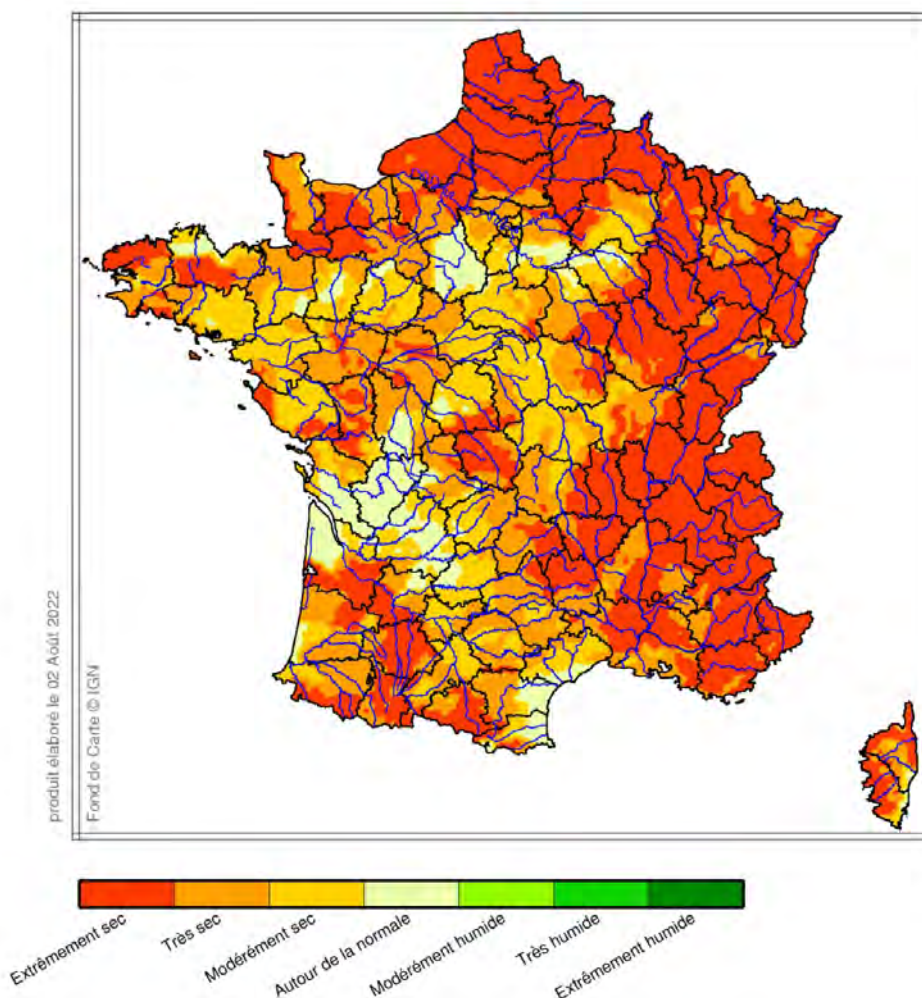 produit élaboré le 02 Août 2022
Fond de Carte © IGN
Extrêmement sec
Très sec
Modérément sec
Autour de la normale
Modérément humide
Très humide
Extrêmement humide